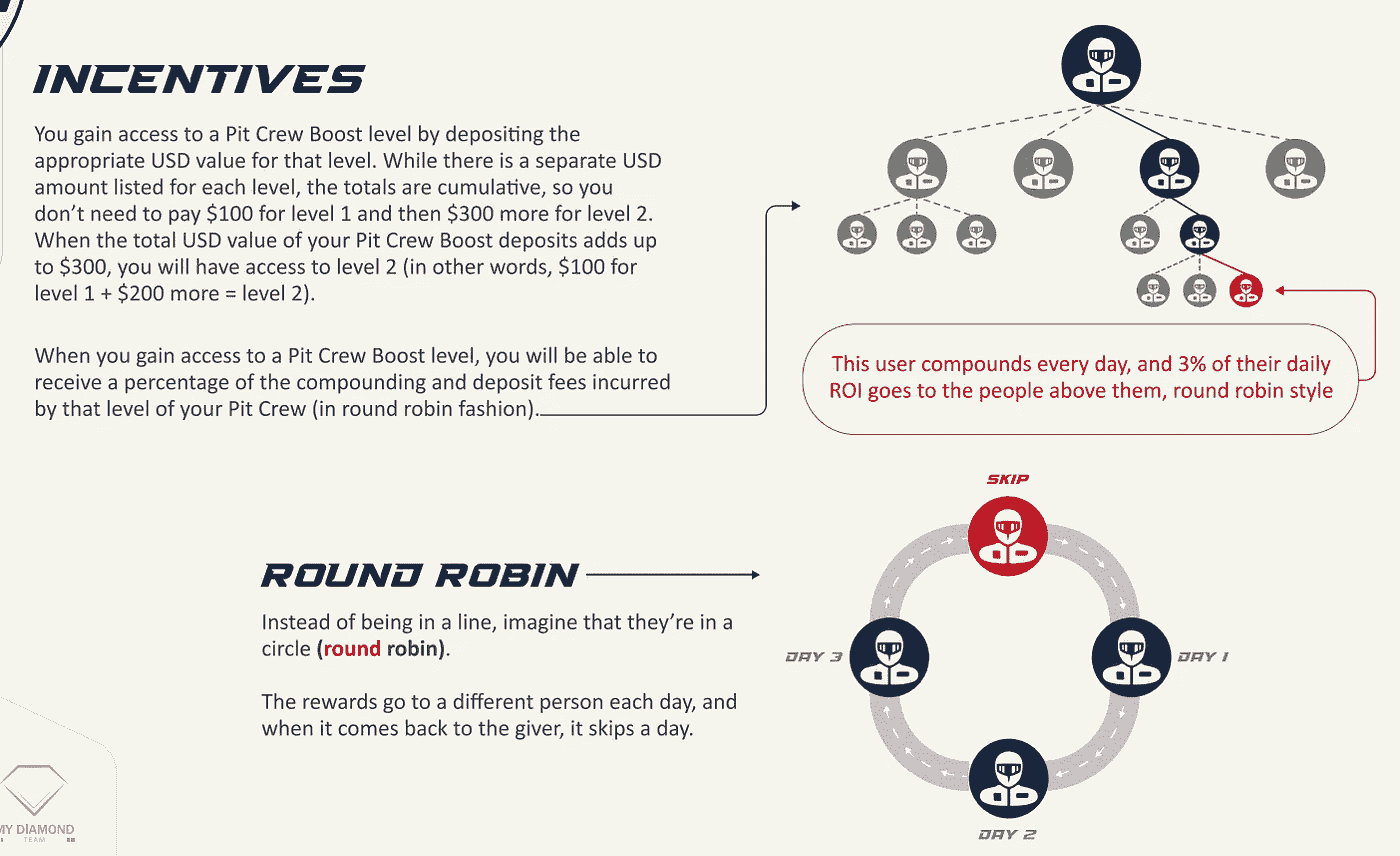 INCENTIVES
You gain access to a Pit Crew Boost level by depositing the
appropriate USD value for that level. While there is a separate USD
amount listed for each level, the totals are cumulative, so you
don't need to pay $100 for level 1 and then $300 more for level 2.
When the total USD value of your Pit Crew Boost deposits adds up
to $300, you will have access to level 2 (in other words, $100 for
level 1 + $200 more = level 2).
When you gain access to a Pit Crew Boost level, you will be able to
receive a percentage of the compounding and deposit fees incurred
by that level of your Pit Crew (in round robin fashion).
This user compounds every day, and 3% of their daily
ROI goes to the people above them, round robin style
ROUND ROBIN
Instead of being in a line, imagine that they're in a
circle (round robin).
The rewards go to a different person each day, and
when it comes back to the giver, it skips a day.
SKIP
DAY 3
DAY 1
DAY 2
MY DIAMOND
TEAM